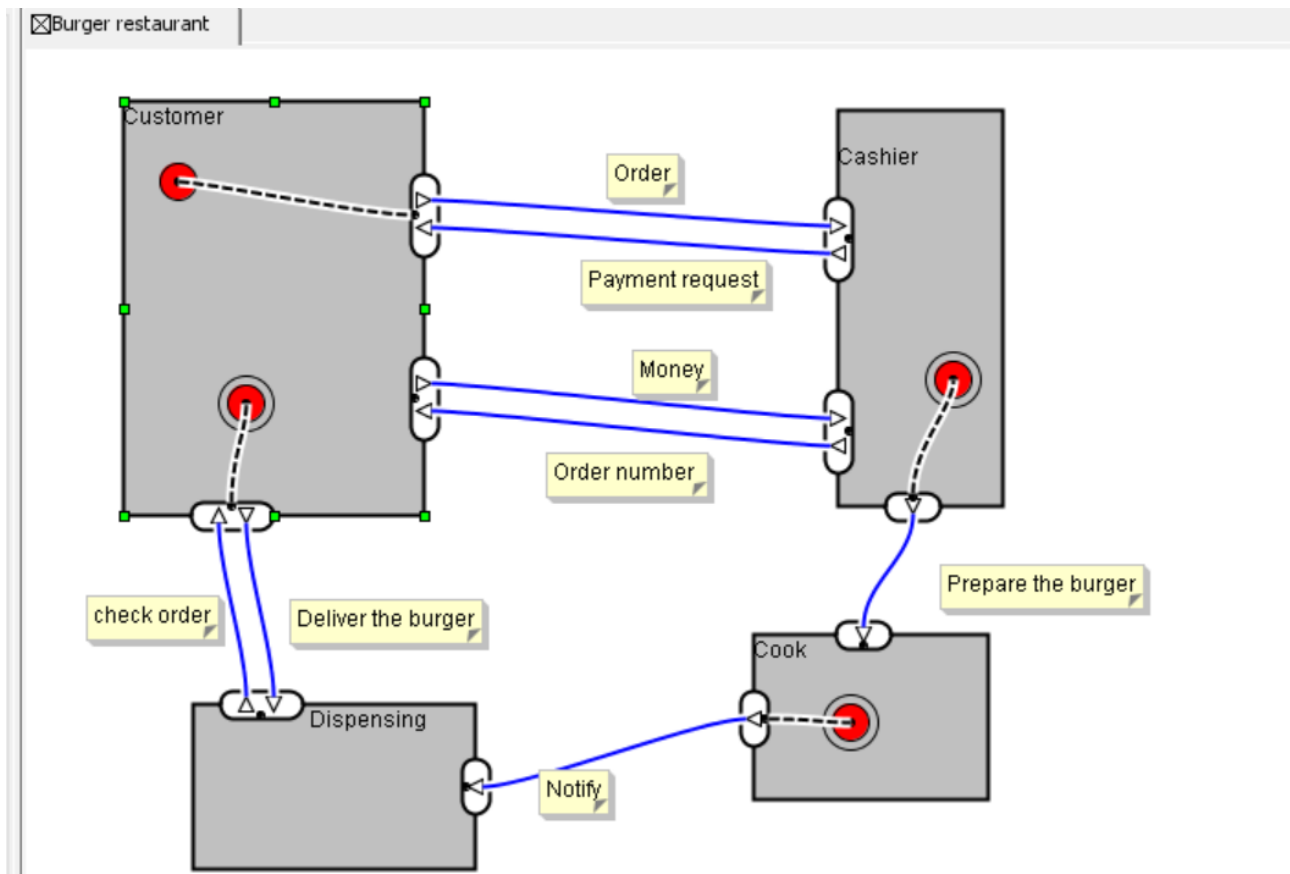 Burger restaurant
Customer
Cashier
Order
Payment request
Money
Order number
check order
Deliver the burger
Prepare the burger
Cook
Dispensing
Notify